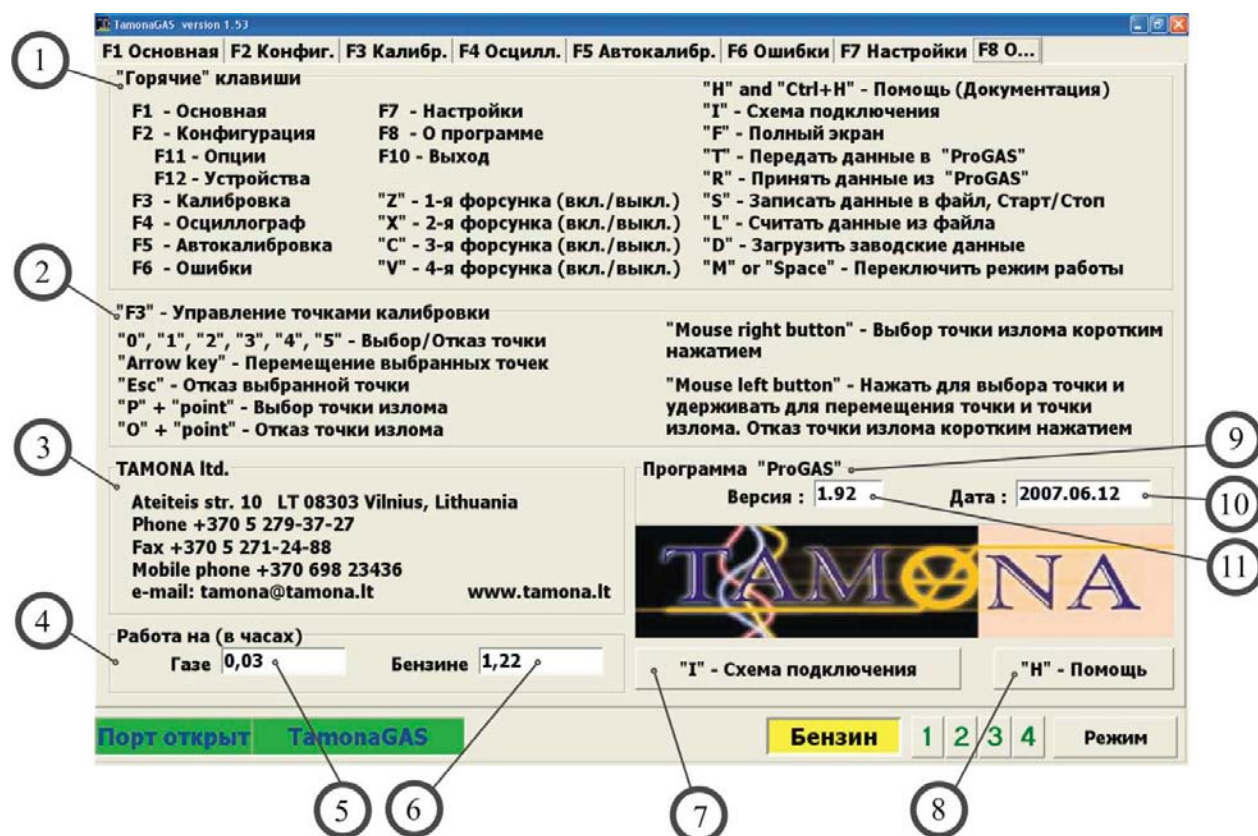 TamonaGAS version 1.53
F1 Основная F2 Конфиг. F3 Калибр. F4 Осцилл. F5 Автокалибр. F6 Ошибки F7 Настройки F8 О...
1
"Горячие" клавиши
F1 - Основная
F2 - Конфигурация
F11 - Опции
F12 - Устройства
F3 - Калибровка
F4 - Осциллограф
F5 - Автокалибровка
F6 - Ошибки
F7 - Настройки
F8 - О программе
F10 - Выход
"Z" - 1-я форсунка (вкл./выкл.)
"X" - 2-я форсунка (вкл./выкл.)
"C" - 3-я форсунка (вкл./выкл.)
"V" - 4-я форсунка (вкл./выкл.)
"H" and "Ctrl+H" - Помощь (Документация)
"I" - Схема подключения
"F" - Полный экран
"T" - Передать данные в "ProGAS"
"R" - Принять данные из "ProGAS"
"S" - Записать данные в файл, Старт/Стоп
"L" - Считать данные из файла
"D" - Загрузить заводские данные
"M" or "Space" - Переключить режим работы
2
"F3" - Управление точками калибровки
"0", "1", "2", "3", "4", "5" - Выбор/Отказ точки
"Arrow key" - Перемещение выбранных точек
"Esc" - Отказ выбранной точки
"P" + "point" - Выбор точки излома
"O" + "point" - Отказ точки излома
"Mouse right button" - Выбор точки излома коротким
нажатием
"Mouse left button" - Нажать для выбора точки и
удерживать для перемещения точки и точки
излома. Отказ точки излома коротким нажатием
3
TAMONA ltd.
Ateiteis str. 10 LT 08303 Vilnius, Lithuania
Phone +370 5 279-37-27
Fax +370 5 271-24-88
Mobile phone +370 698 23436
e-mail: tamona@tamona.lt www.tamona.lt
9
Программа "ProGAS"
Версия : 1.92 Дата : 2007.06.12
10
11
TAMONA
4
Работа на (в часах)
Газе 0,03 Бензине 1,22
"I" - Схема подключения "H" - Помощь
Порт открыт TamonaGAS Бензин 1 2 3 4 Режим
5 6 7 8